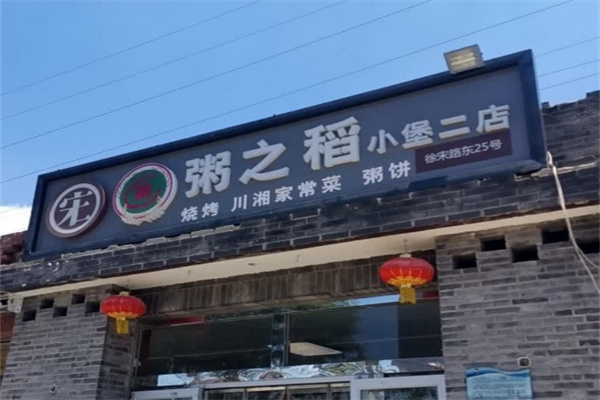 宋
粥之稻小堡二店
徐宋路东25号
烧烤 川湘家常菜 粥饼